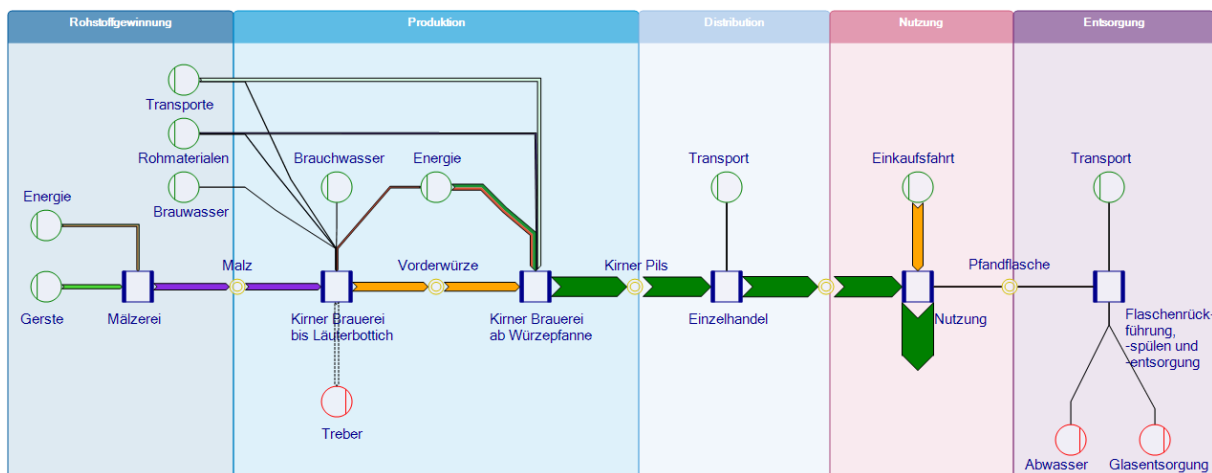 Rohstoffgewinnung
Produktion
Distribution
Nutzung
Entsorgung
Transporte
Rohmaterialen
Brauwasser
Brauchwasser
Energie
Transport
Einkaufsfahrt
Transport
Energie
Gerste
Mälzerei
Malz
Kirner Brauerei
bis Läuterbottich
Vorderwürze
Kirner Brauerei
ab Würzepfanne
Kirner Pils
Einzelhandel
Nutzung
Pfandflasche
Flaschenrück-
führung,
-spülen und
-entsorgung
Treber
Abwasser
Glasentsorgung